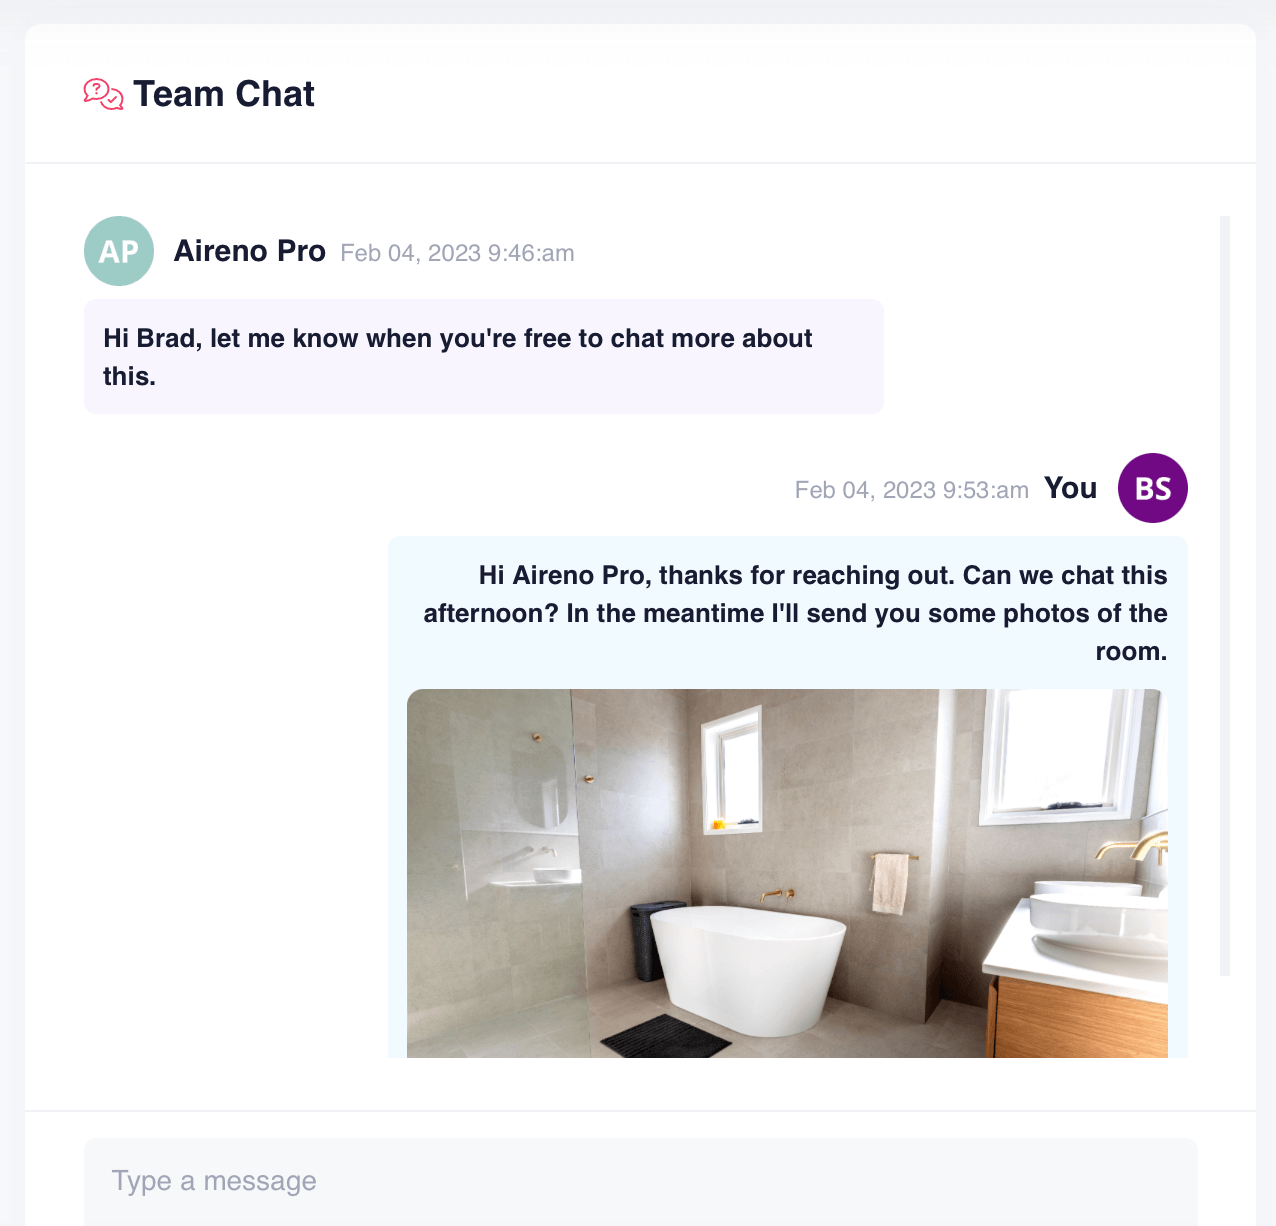 Team Chat
AP
Aireno Pro Feb 04, 2023 9:46:am
Hi Brad, let me know when you're free to chat more about
this.
Feb 04, 2023 9:53:am You
BS
Hi Aireno Pro, thanks for reaching out. Can we chat this
afternoon? In the meantime I'll send you some photos of the
room.
Type a message